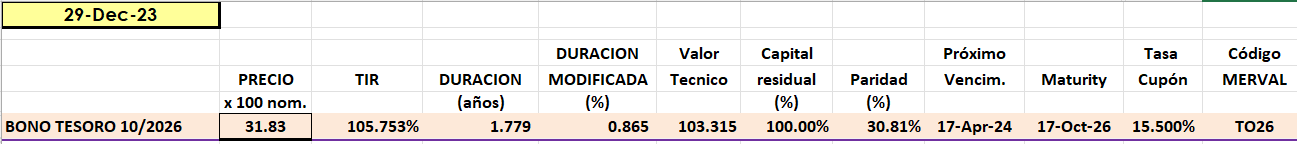 29-Dec-23
DURACION Valor Capital Próximo Tasa Código
PRECIO TIR DURACION MODIFICADA Tecnico residual Paridad Vencim. Maturity Cupón MERVAL
x 100 nom. (años) (%) (%) (%)
BONO TESORO 10/2026 31.83 105.753% 1.779 0.865 103.315 100.00% 30.81% 17-Apr-24 17-Oct-26 15.500% TO26